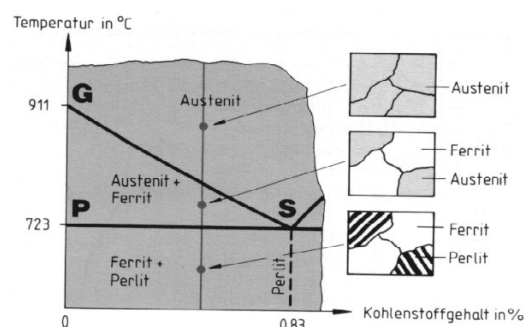 Temperatur in °C
G
911
Austenit
Austenit
Austenit +
Ferrit
Ferrit
Austenit
P
S
723
Ferrit +
Perlit
Perlit
Ferrit
Perlit
0
0,83
Kohlenstoffgehalt in %